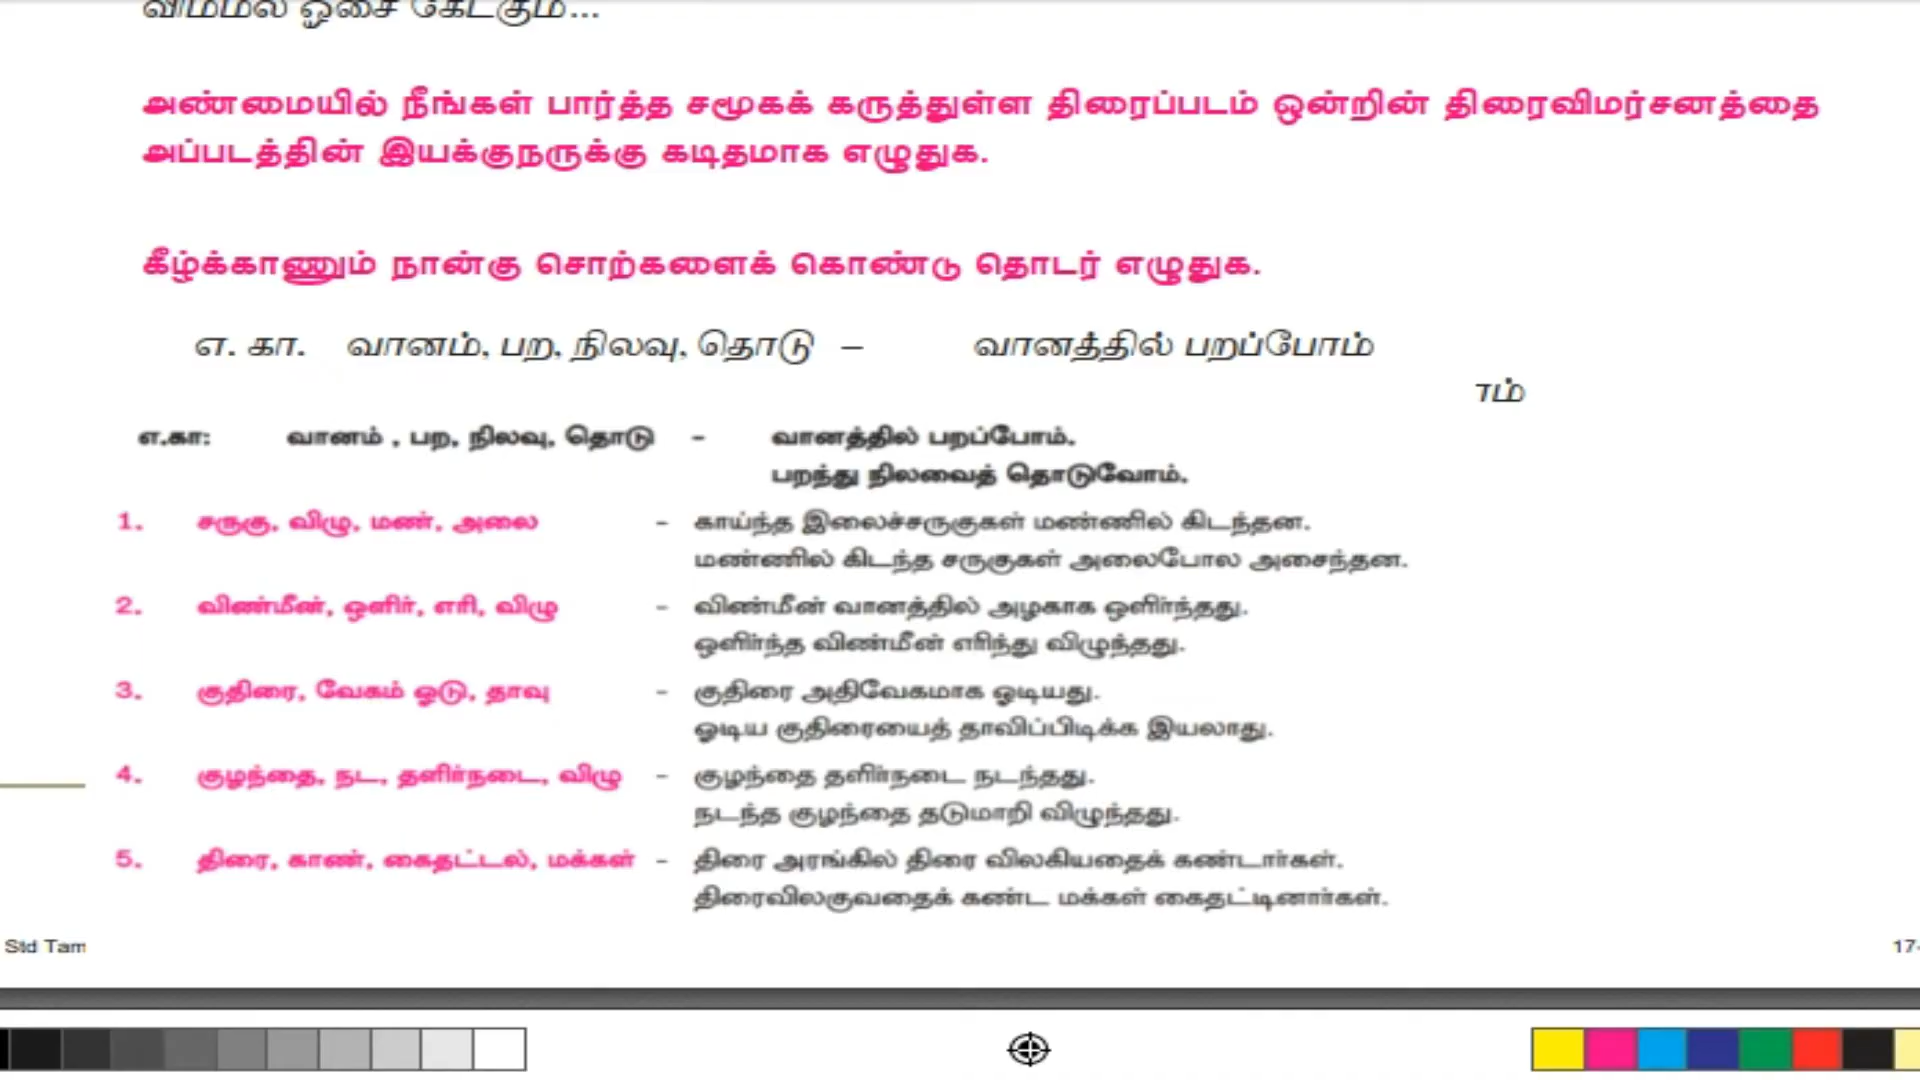 விம்மல் ஓசை கேட்கும்...
அண்மையில் நீங்கள் பார்த்த சமூகக் கருத்துள்ள திரைப்படம் ஒன்றின் திரைவிமர்சனத்தை
அப்படத்தின் இயக்குநருக்கு கடிதமாக எழுதுக.
கீழ்க்காணும் நான்கு சொற்களைக் கொண்டு தொடர் எழுதுக.
எ. கா. வானம், பற, நிலவு, தொடு – வானத்தில் பறப்போம்
ாம்
எ.கா: வானம் , பற, நிலவு, தொடு - வானத்தில் பறப்போம்.
பறந்து நிலவைத் தொடுவோம்.
1. சருகு, விழு, மண், அலை - காய்ந்த இலைச்சருகுகள் மண்ணில் கிடந்தன.
மண்ணில் கிடந்த சருகுகள் அலைபோல அசைந்தன.
2. விண்மீன், ஒளிர், எரி, விழு - விண்மீன் வானத்தில் அழகாக ஒளிர்ந்தது.
ஒளிர்ந்த விண்மீன் எரிந்து விழுந்தது.
3. குதிரை, வேகம் ஓடு, தாவு - குதிரை அதிவேகமாக ஓடியது.
ஓடிய குதிரையைத் தாவிப்பிடிக்க இயலாது.
4. குழந்தை, நட, தளிர்நடை, விழு - குழந்தை தளிர்நடை நடந்தது.
நடந்த குழந்தை தடுமாறி விழுந்தது.
5. திரை, காண், கைதட்டல், மக்கள் - திரை அரங்கில் திரை விலகியதைக் கண்டார்கள்.
திரைவிலகுவதைக் கண்ட மக்கள் கைதட்டினார்கள்.
Std Tam 17-